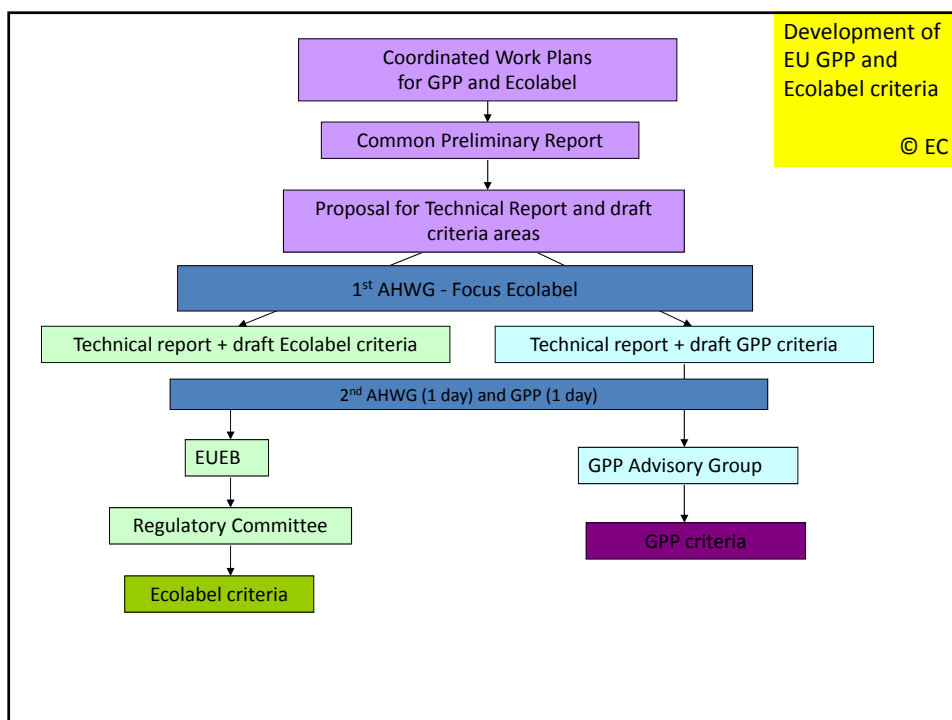 Development of
EU GPP and
Ecolabel criteria
© EC
Coordinated Work Plans
for GPP and Ecolabel
Common Preliminary Report
Proposal for Technical Report and draft
criteria areas
1st AHWG - Focus Ecolabel
Technical report + draft Ecolabel criteria
Technical report + draft GPP criteria
2nd AHWG (1 day) and GPP (1 day)
EUEB
GPP Advisory Group
Regulatory Committee
GPP criteria
Ecolabel criteria